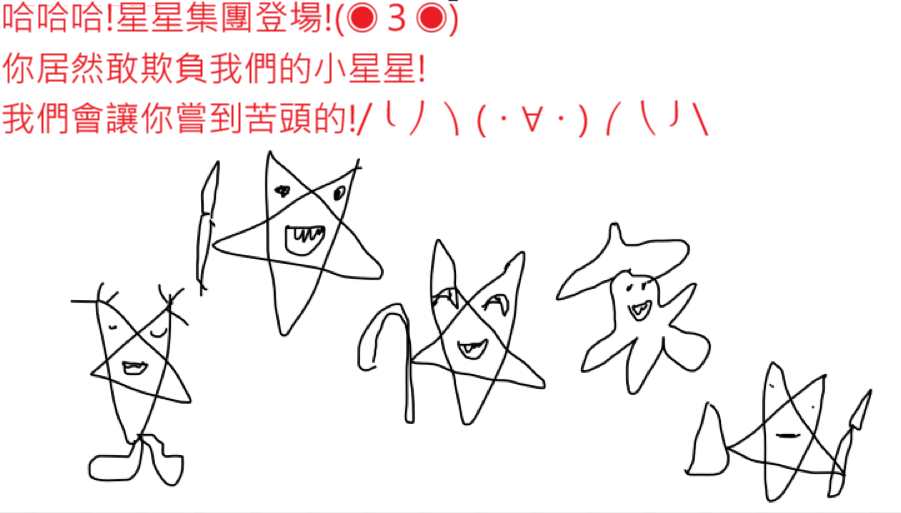 哈哈哈!星星集團登場!(◉３◉)
你居然敢欺負我們的小星星!
我們會讓你嘗到苦頭的!/╰ ╯ \ ( ・ ∀ ・ ) / ╰ ╯\